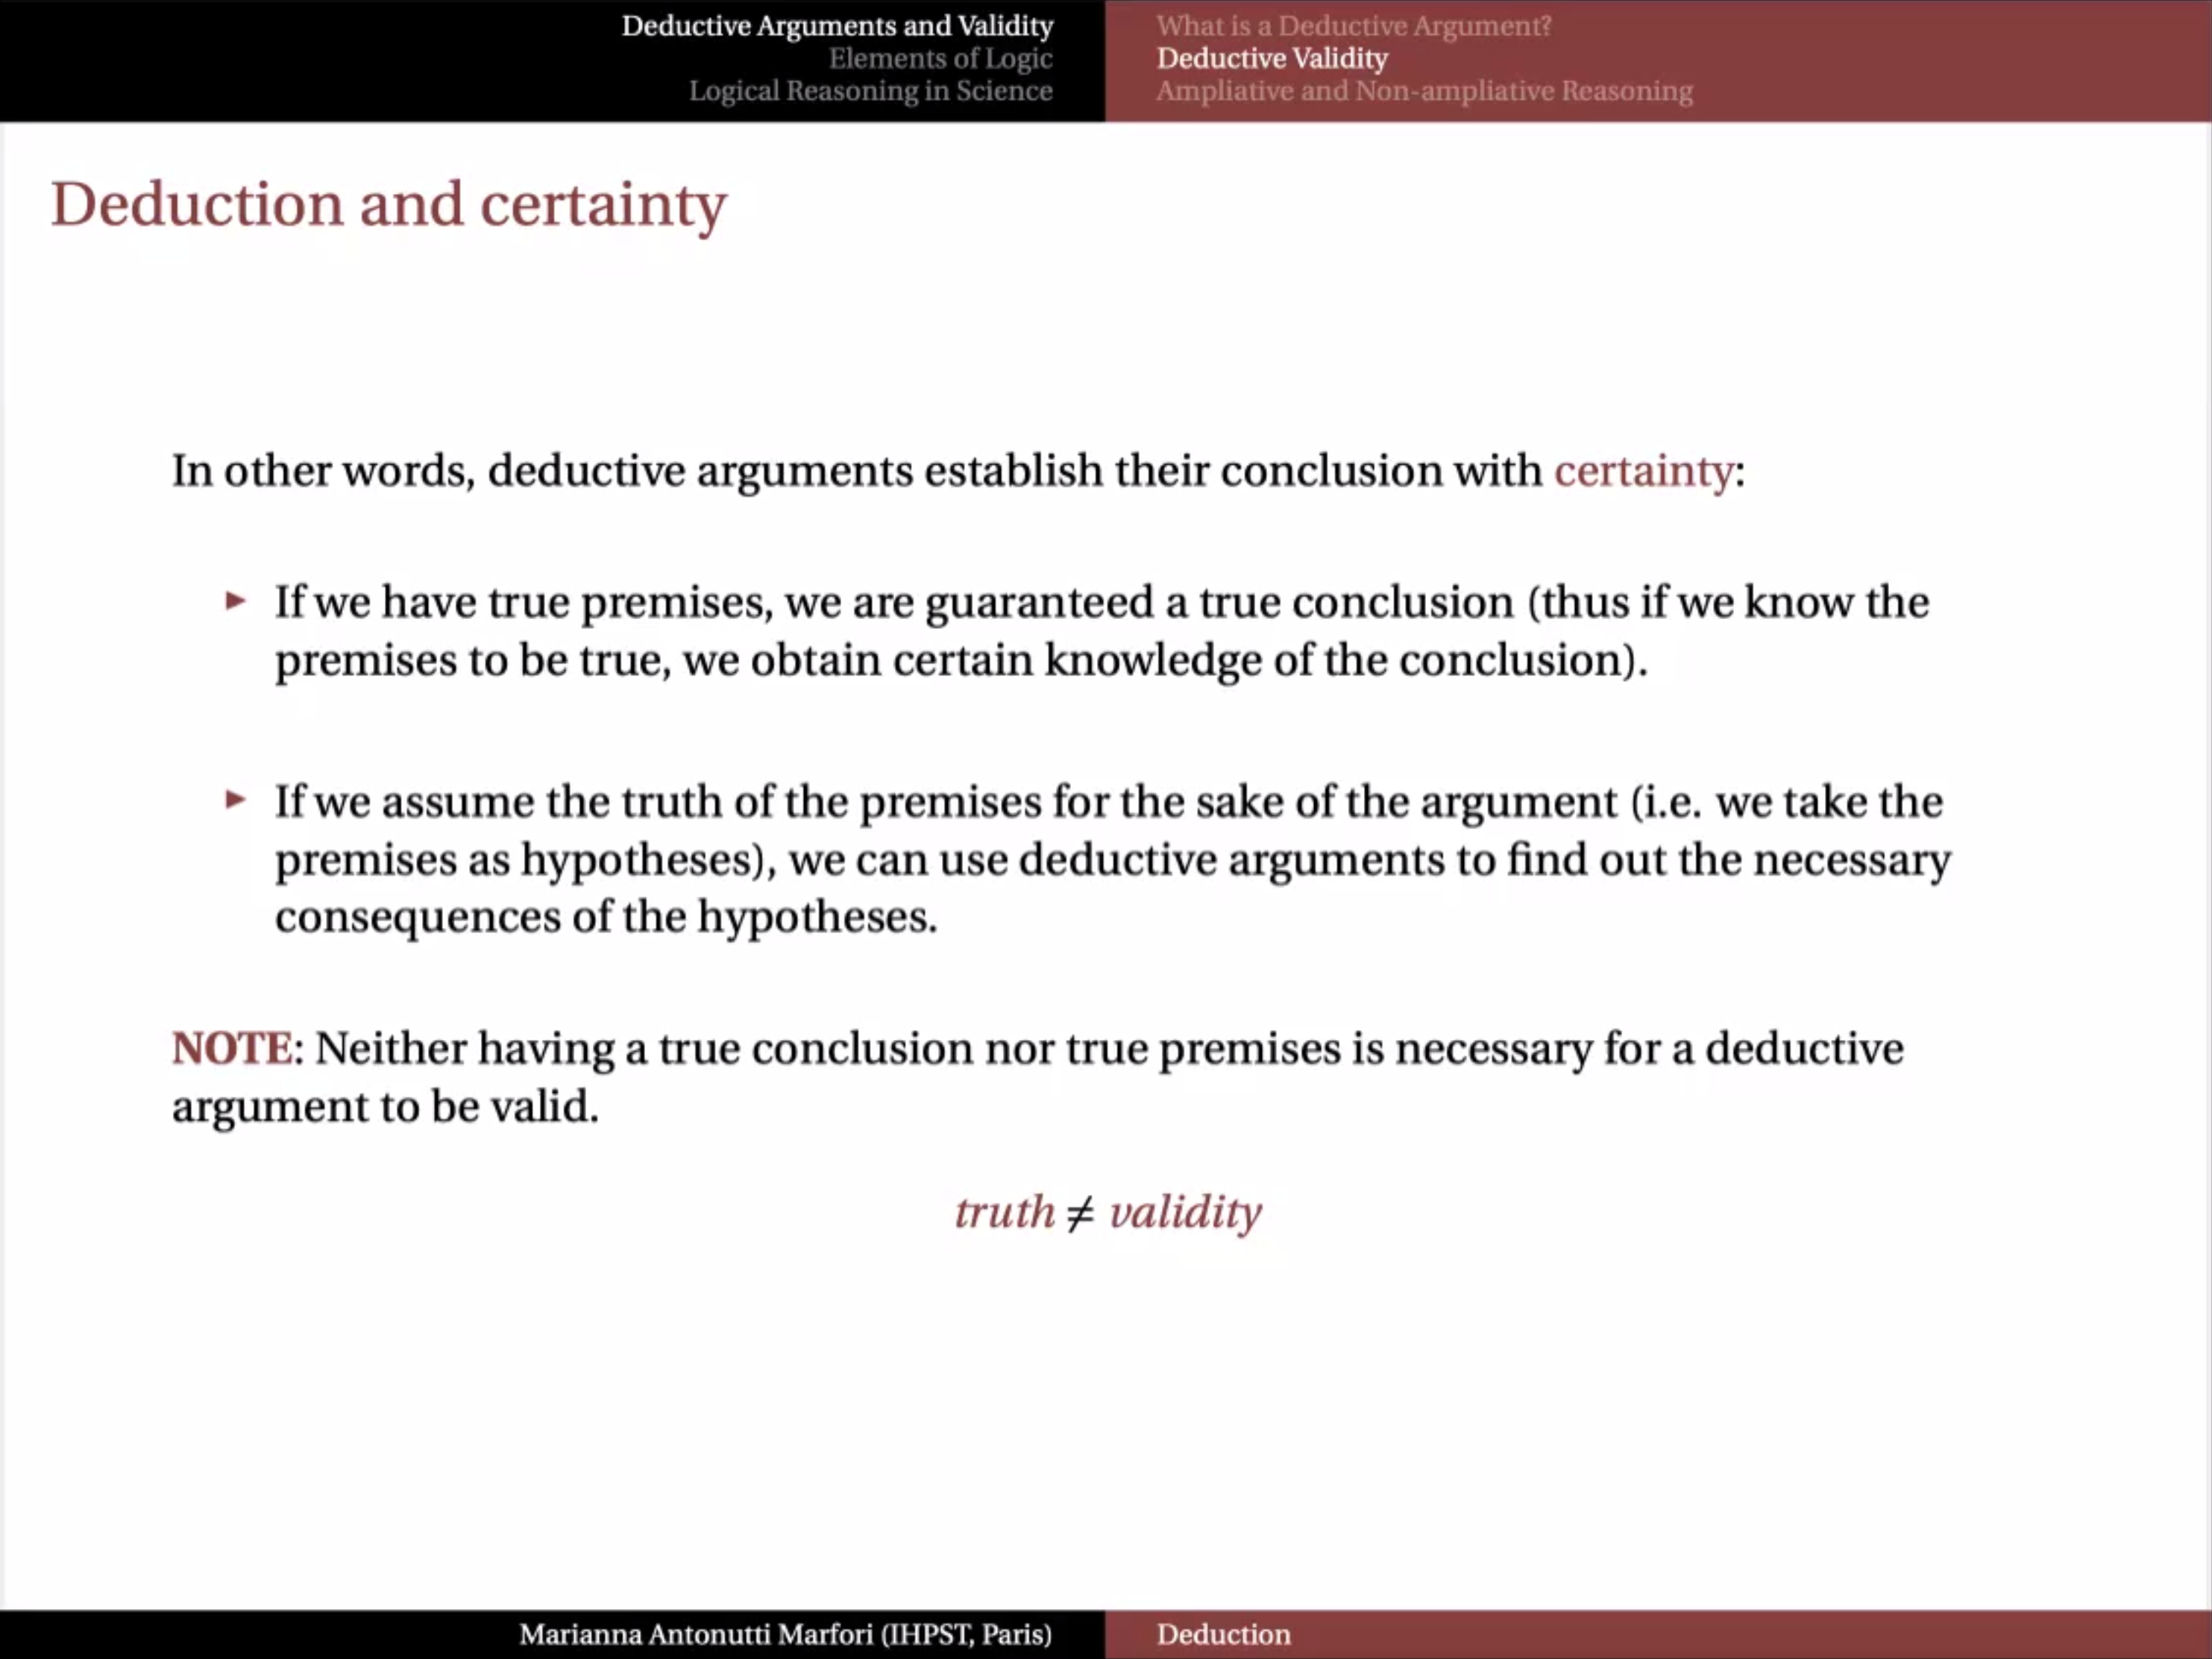 Deductive Arguments and Validity
Elements of Logic
Logical Reasoning in Science
What is a Deductive Argument?
Deductive Validity
Ampliative and Non-ampliative Reasoning
Deduction and certainty
In other words, deductive arguments establish their conclusion with certainty:
► If we have true premises, we are guaranteed a true conclusion (thus if we know the
premises to be true, we obtain certain knowledge of the conclusion).
► If we assume the truth of the premises for the sake of the argument (i.e. we take the
premises as hypotheses), we can use deductive arguments to find out the necessary
consequences of the hypotheses.
NOTE: Neither having a true conclusion nor true premises is necessary for a deductive
argument to be valid.
truth ≠ validity
Marianna Antonutti Marfori (IHPST, Paris)
Deduction